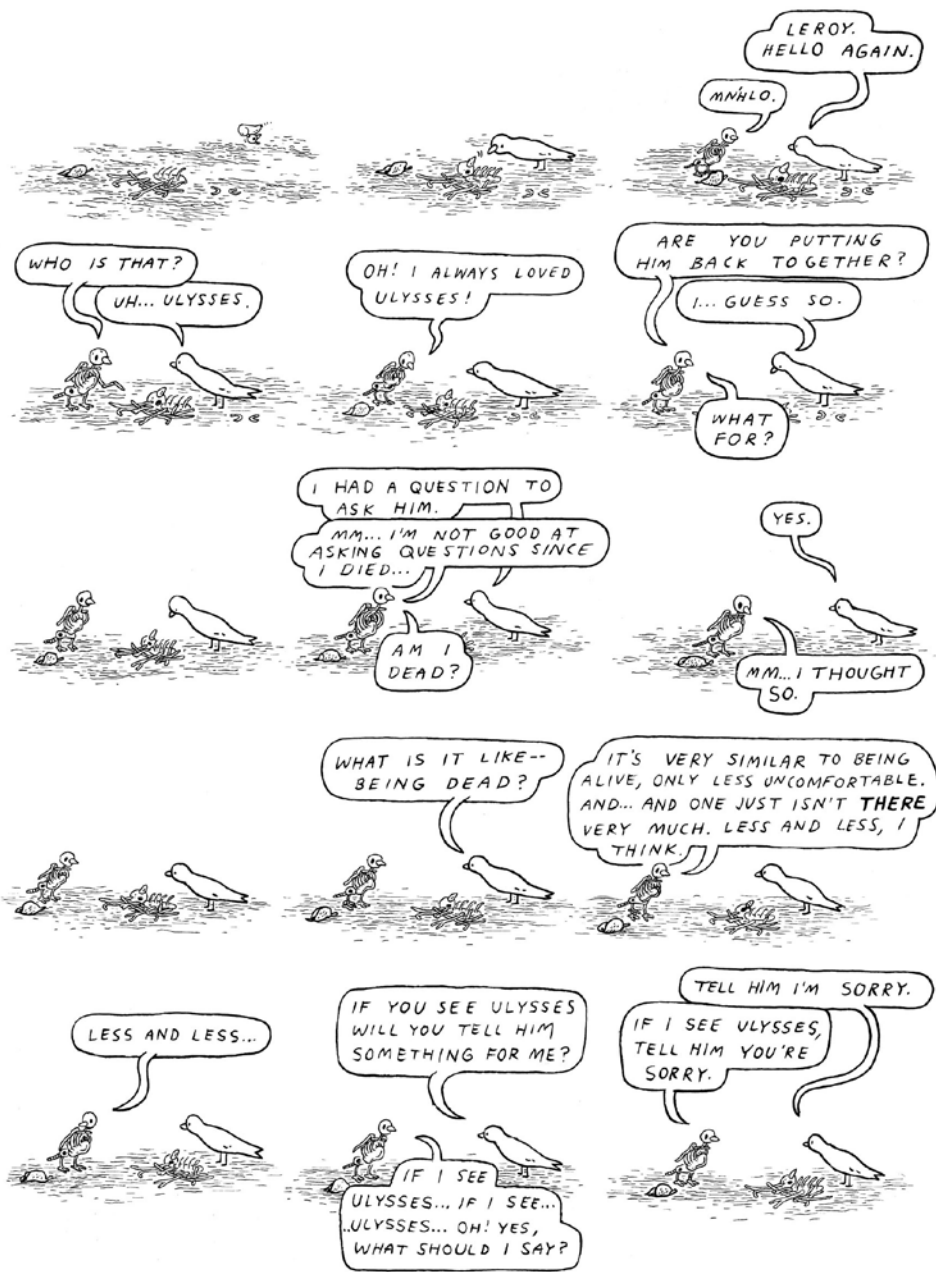 LEROY.
HELLO AGAIN.
MN'HLO.
WHO IS THAT?
UH... ULYSSES.
OH! I ALWAYS LOVED
ULYSSES!
ARE YOU PUTTING
HIM BACK TOGETHER?
I... GUESS SO.
WHAT
FOR?
I HAD A QUESTION TO
ASK HIM.
MM... I'M NOT GOOD AT
ASKING QUESTIONS SINCE
I DIED...
AM I
DEAD?
YES.
MM... I THOUGHT
SO.
WHAT IS IT LIKE--
BEING DEAD?
IT'S VERY SIMILAR TO BEING
ALIVE, ONLY LESS UNCOMFORTABLE.
AND... AND ONE JUST ISN'T THERE
VERY MUCH. LESS AND LESS, I
THINK.
LESS AND LESS...
IF YOU SEE ULYSSES
WILL YOU TELL HIM
SOMETHING FOR ME?
IF I SEE
ULYSSES... IF I SEE...
...ULYSSES... OH! YES,
WHAT SHOULD I SAY?
TELL HIM I'M SORRY.
IF I SEE ULYSSES,
TELL HIM YOU'RE
SORRY.